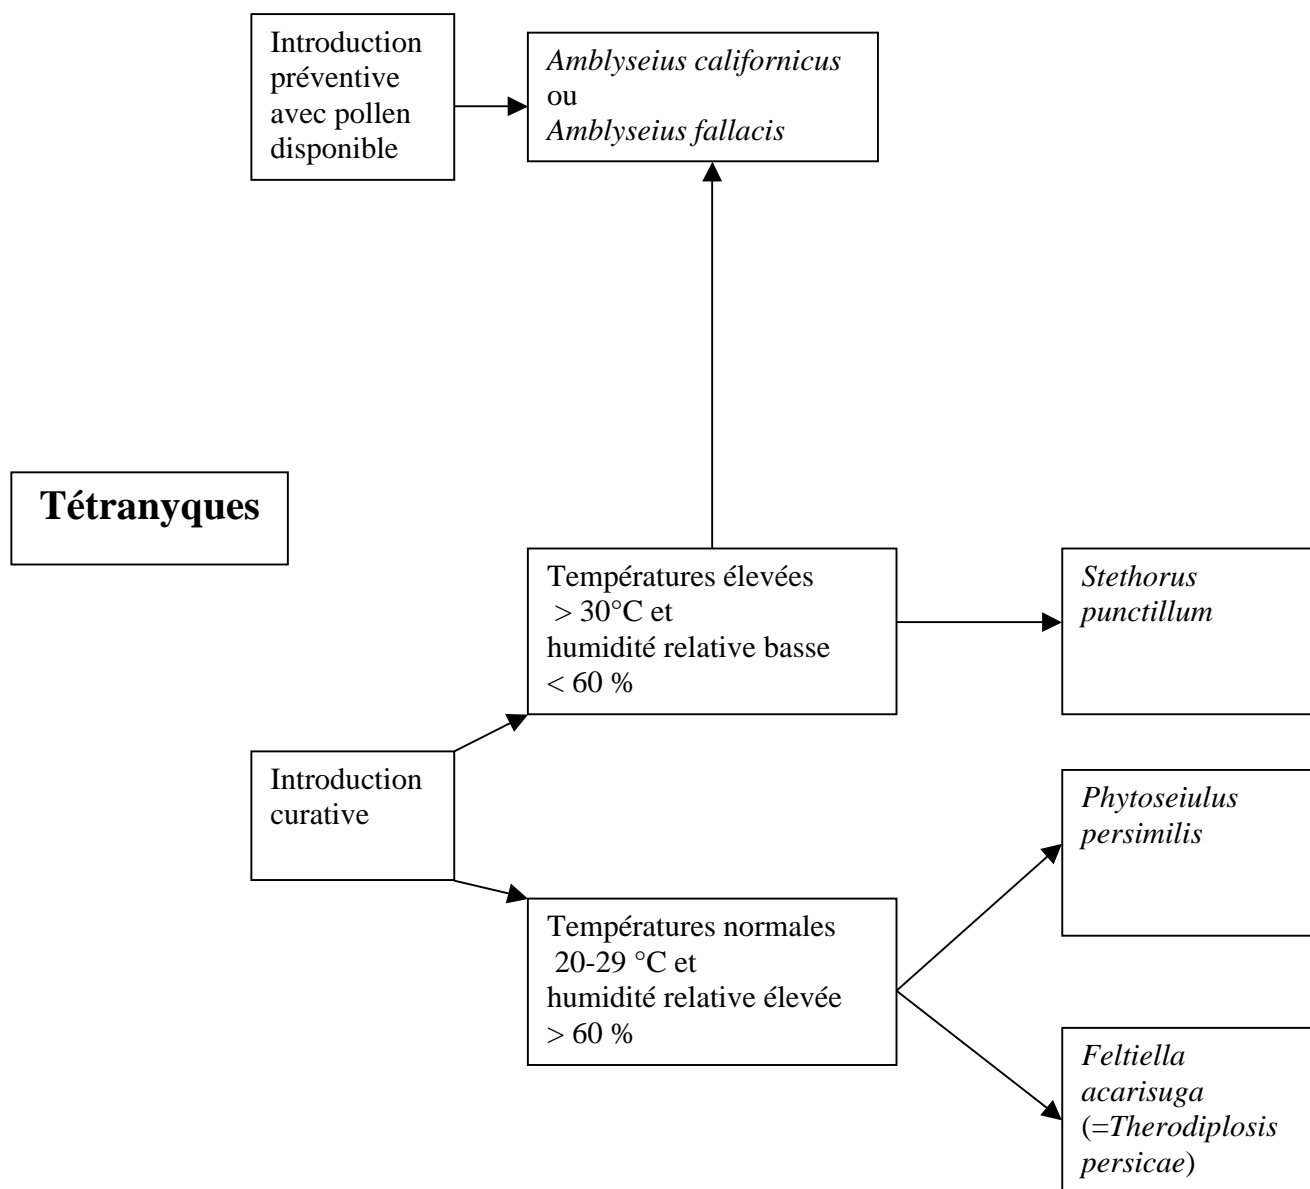 Introduction
préventive
avec pollen
disponible
Amblyseius californicus
ou
Amblyseius fallacis
Tétranyques
Températures élevées
> 30°C et
humidité relative basse
< 60 %
Stethorus
punctillum
Introduction
curative
Phytoseiulus
persimilis
Températures normales
20-29 °C et
humidité relative élevée
> 60 %
Feltiella
acarisuga
(=Therodiplosis
persicae)